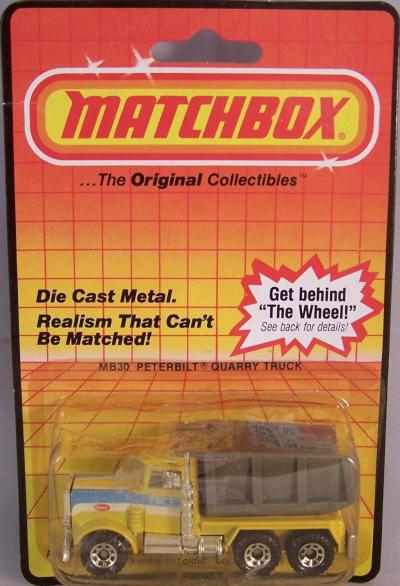 MATCHBOX®
...The Original Collectibles™
Die Cast Metal.
Realism That Can't
Be Matched!
Get behind
"The Wheel!"
See back for details!
MB30 PETERBILT® QUARRY TRUCK